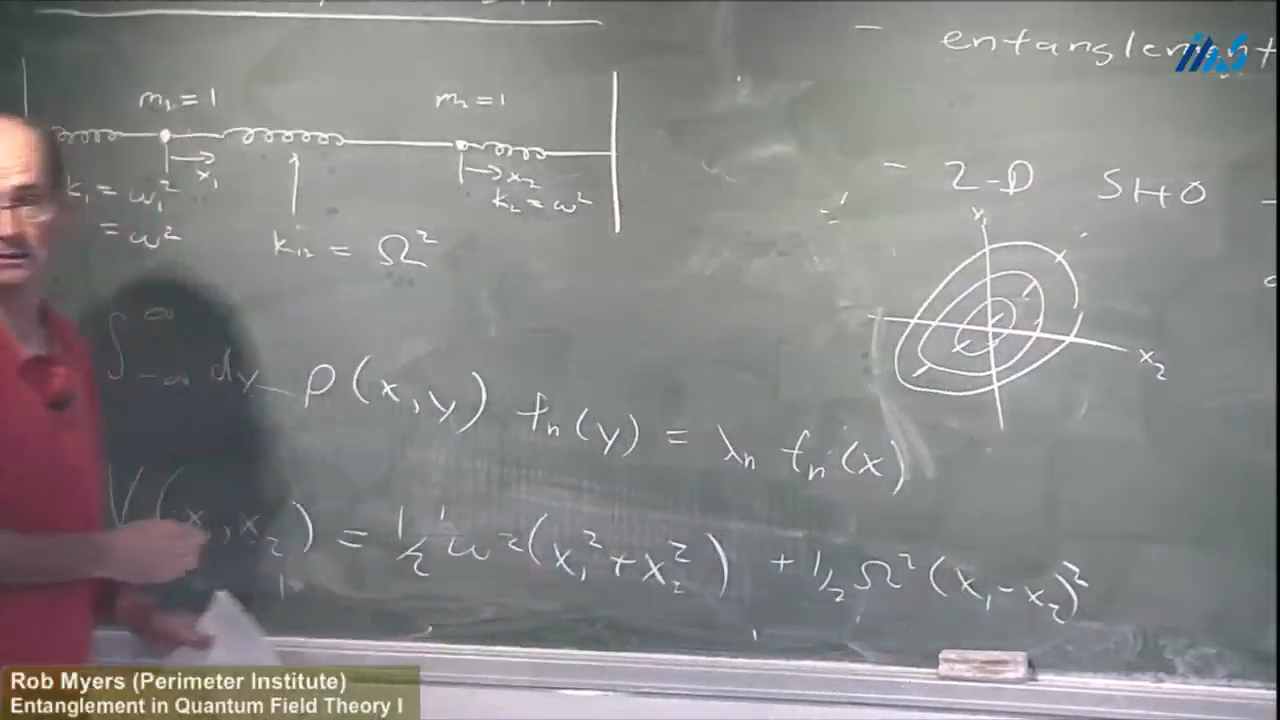 – entanglement
IHES
m₁ = 1
m₂ = 1
x₁
x₂
k₁ = ω₁²
= ω²
k₂ = ω²
k₁₂ = Ω²
– 2-D SHO –
y
x₂
∫_{-∞}^{∞} dy ρ(x,y) fₙ(y) = λₙ fₙ(x)
V(x₁,x₂) = ½ ω²(x₁²+x₂²) + ½ Ω²(x₁-x₂)²
Rob Myers (Perimeter Institute)
Entanglement in Quantum Field Theory I